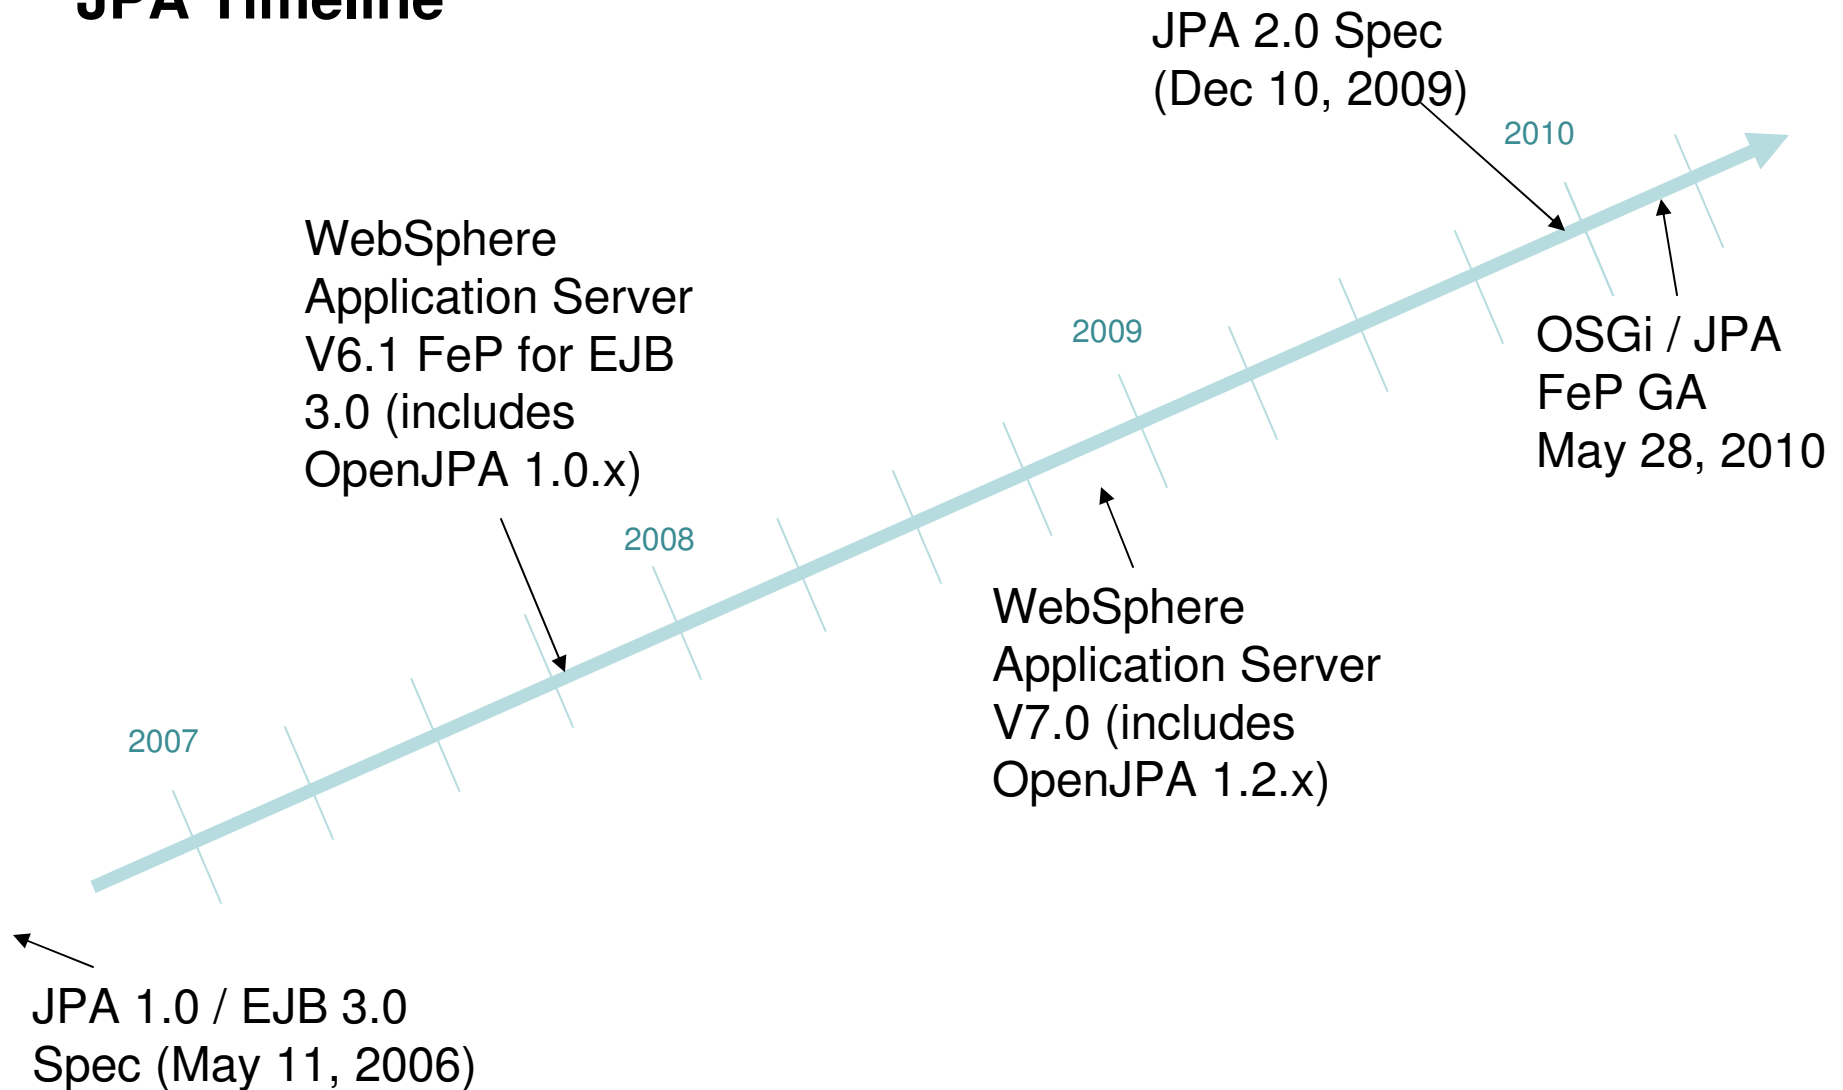 JPA Timeline
JPA 2.0 Spec
(Dec 10, 2009)
2010
WebSphere
Application Server
V6.1 FeP for EJB
3.0 (includes
OpenJPA 1.0.x)
2009
OSGi / JPA
FeP GA
May 28, 2010
2008
WebSphere
Application Server
V7.0 (includes
OpenJPA 1.2.x)
2007
JPA 1.0 / EJB 3.0
Spec (May 11, 2006)